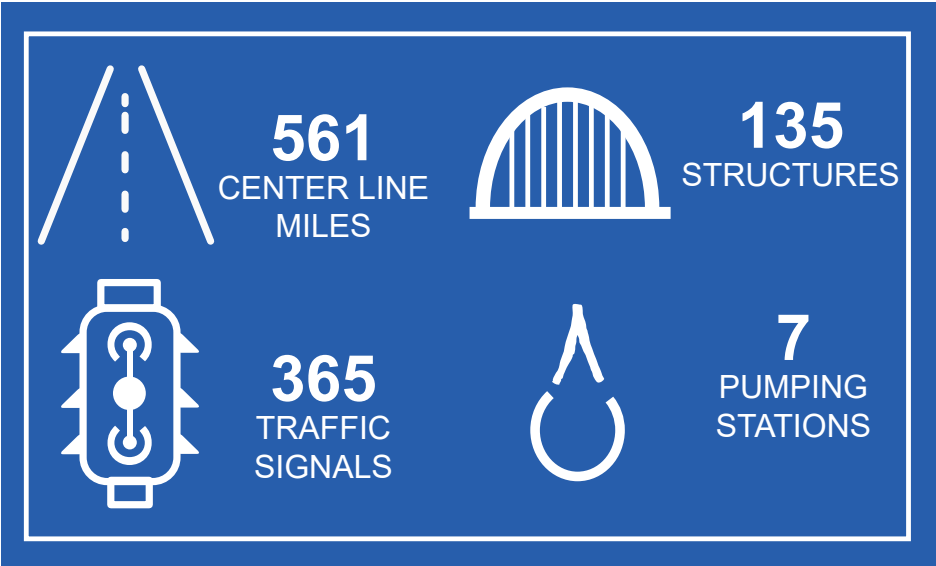 561
CENTER LINE
MILES
135
STRUCTURES
365
TRAFFIC
SIGNALS
7
PUMPING
STATIONS